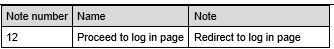 Note number Name Note
12 Proceed to log in page Redirect to log in page